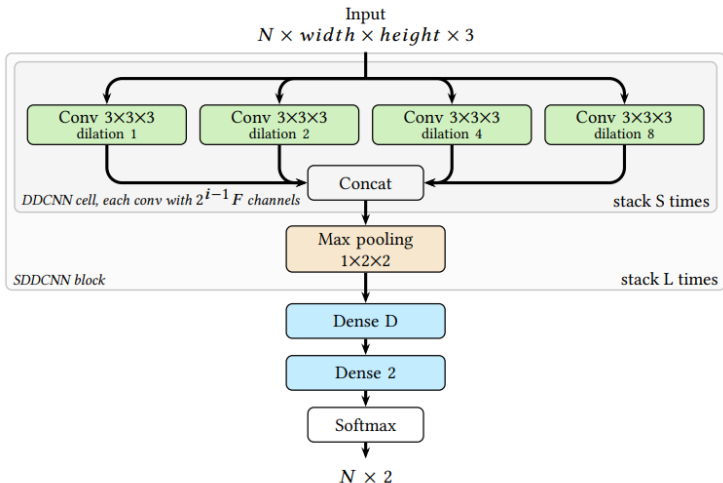 Input
N × width × height × 3
Conv 3×3×3
dilation 1
Conv 3×3×3
dilation 2
Conv 3×3×3
dilation 4
Conv 3×3×3
dilation 8
Concat
DDCNN cell, each conv with 2^{i−1} F channels
stack S times
Max pooling
1×2×2
SDDCNN block
stack L times
Dense D
Dense 2
Softmax
N × 2